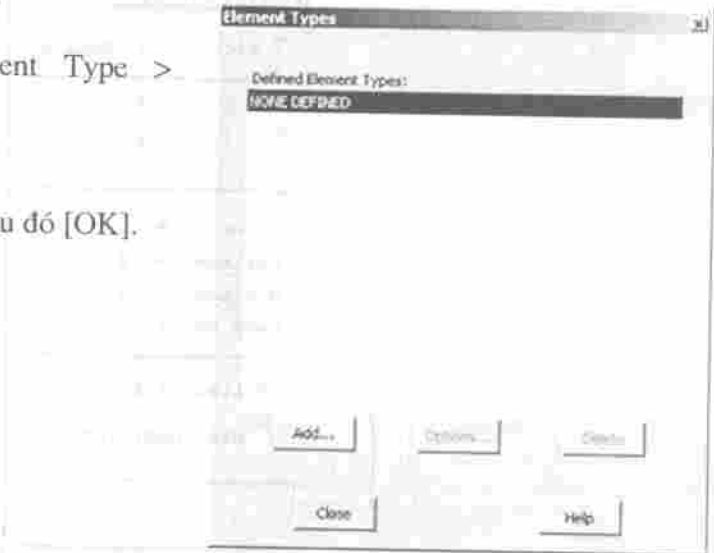 ent Type >
u đó [OK].
Element Types
Defined Element Types:
NONE DEFINED
Add...
Options...
Delete
Close
Help